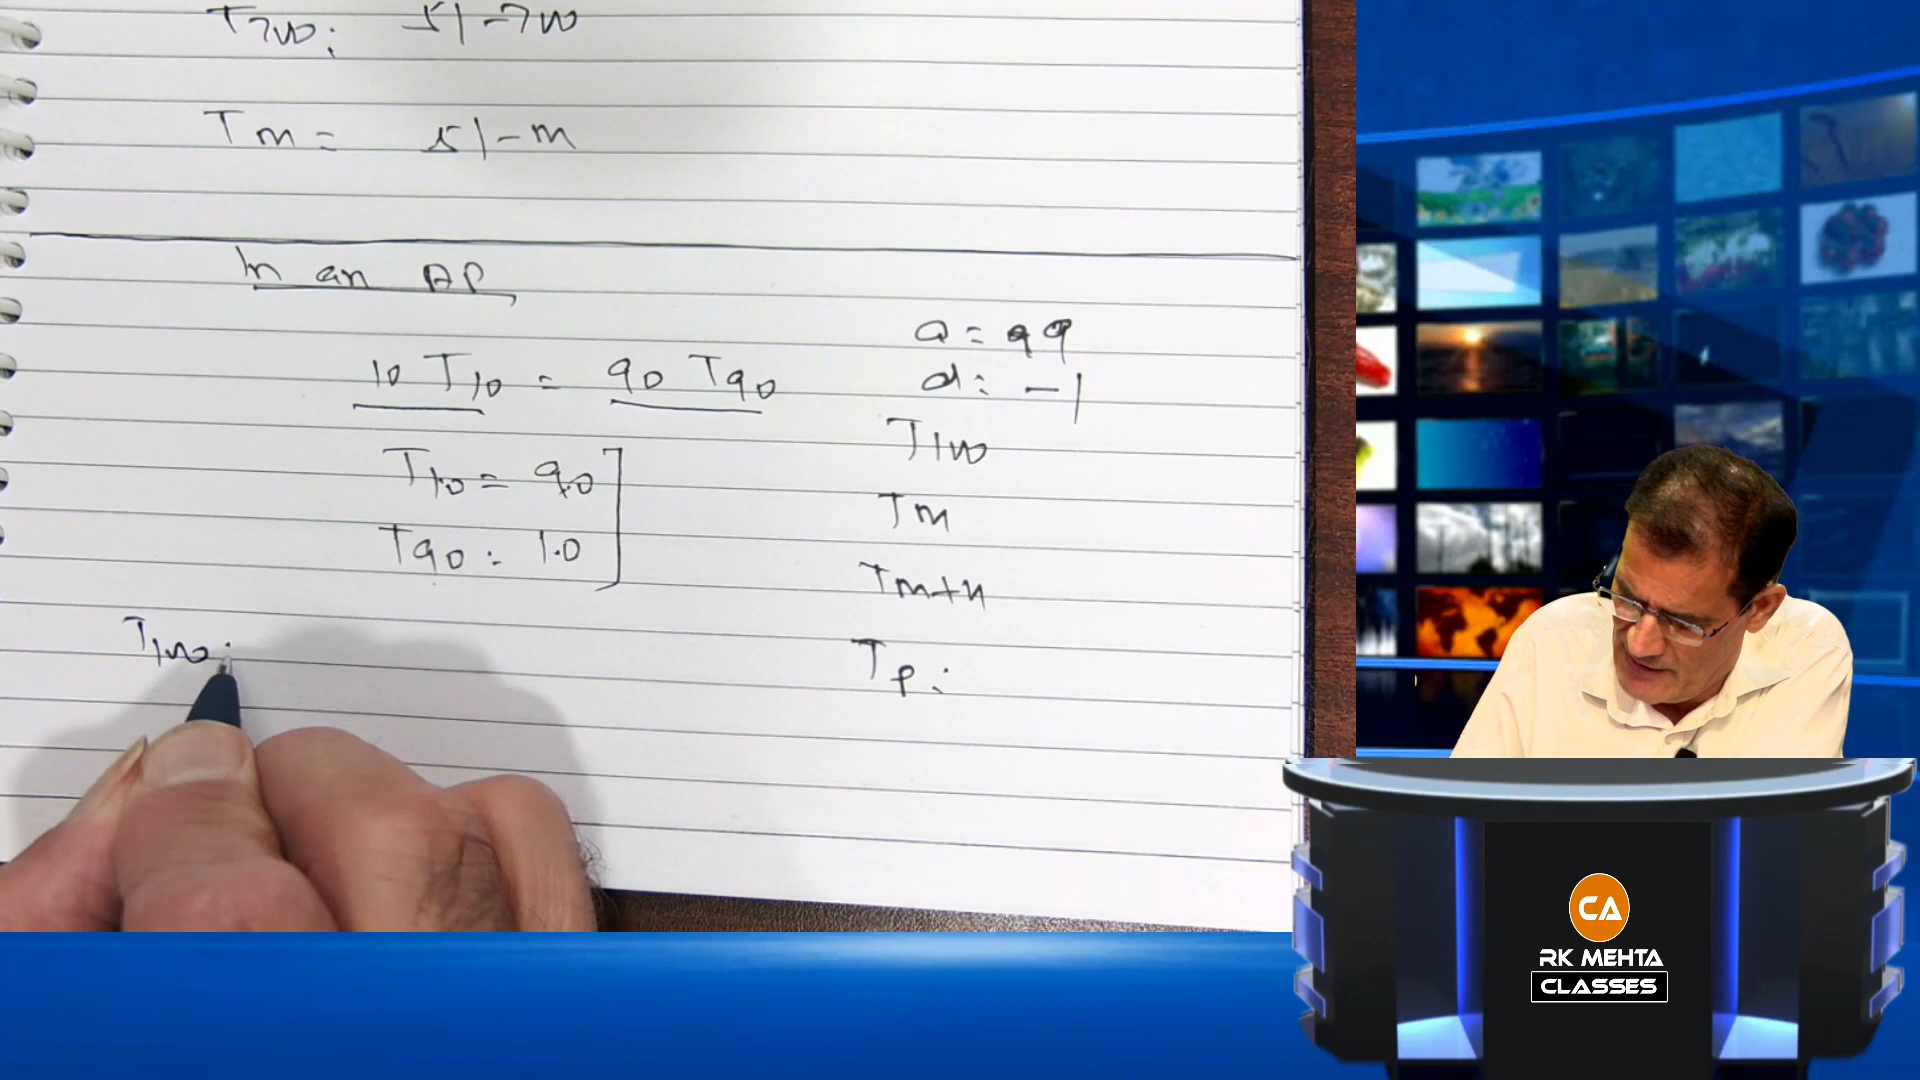 T700: 51-700
Tm = 51-m
In an AP,
10 T10 = 90 T90
T10 = 90
T90 : 10
T100 :
a = 99
d: -1
T100
Tm
Tm+n
Tp :
CA
RK MEHTA
CLASSES